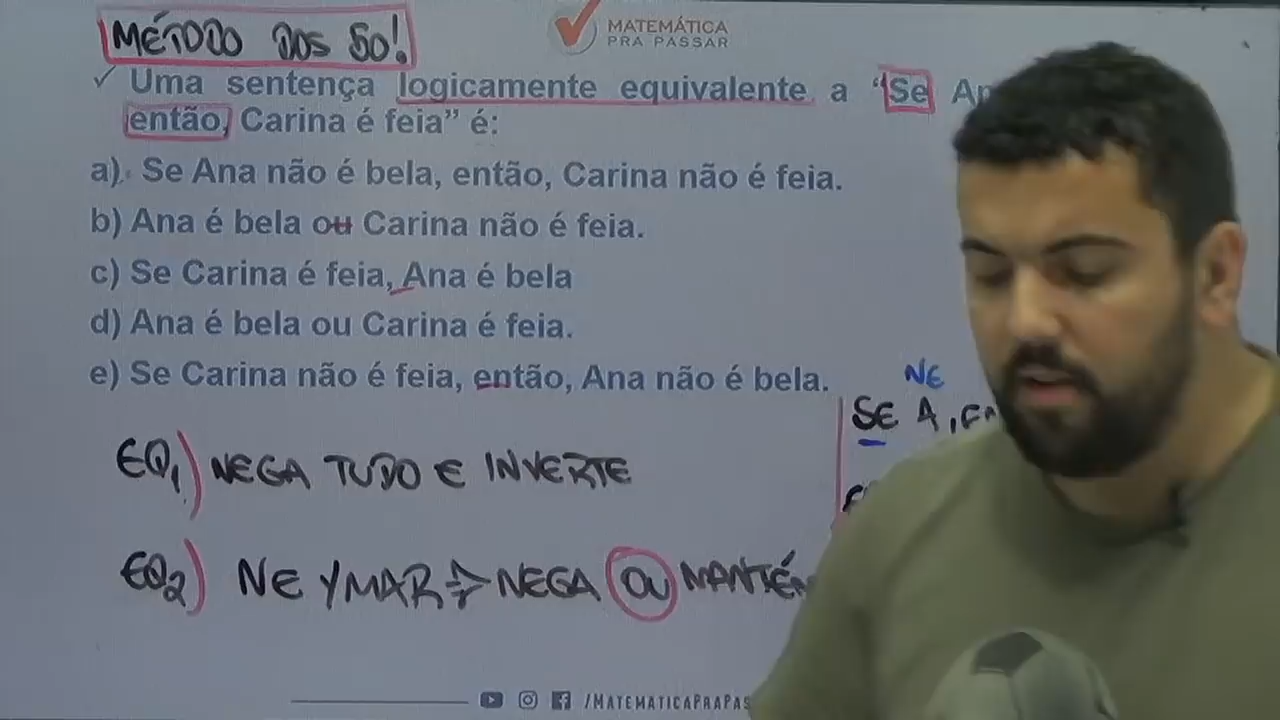 MÉTODO DOS 50!
MATEMÁTICA
PRA PASSAR
✓ Uma sentença logicamente equivalente a “Se
então, Carina é feia” é:
a). Se Ana não é bela, então, Carina não é feia.
b) Ana é bela ou Carina não é feia.
c) Se Carina é feia, Ana é bela
d) Ana é bela ou Carina é feia.
e) Se Carina não é feia, então, Ana não é bela.
NE
SE A,
EQ1) NEGA TUDO E INVERTE
EQ2) NE YMAR → NEGA OU MANTÉM
/MATEMATICAPRAPAS